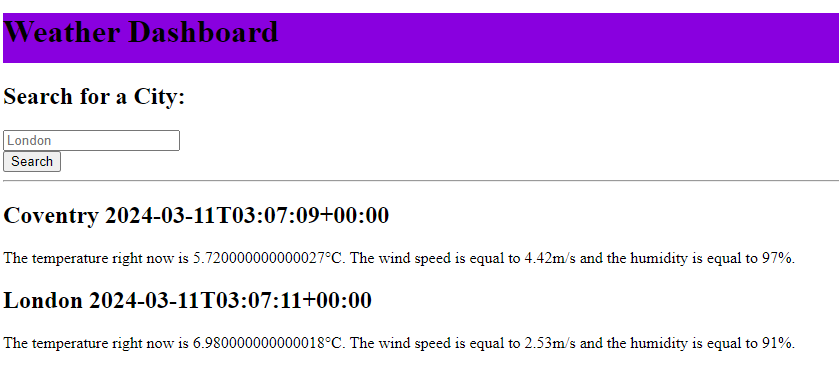 Weather Dashboard
Search for a City:
London
Search
Coventry 2024-03-11T03:07:09+00:00
The temperature right now is 5.720000000000027°C. The wind speed is equal to 4.42m/s and the humidity is equal to 97%.
London 2024-03-11T03:07:11+00:00
The temperature right now is 6.980000000000018°C. The wind speed is equal to 2.53m/s and the humidity is equal to 91%.